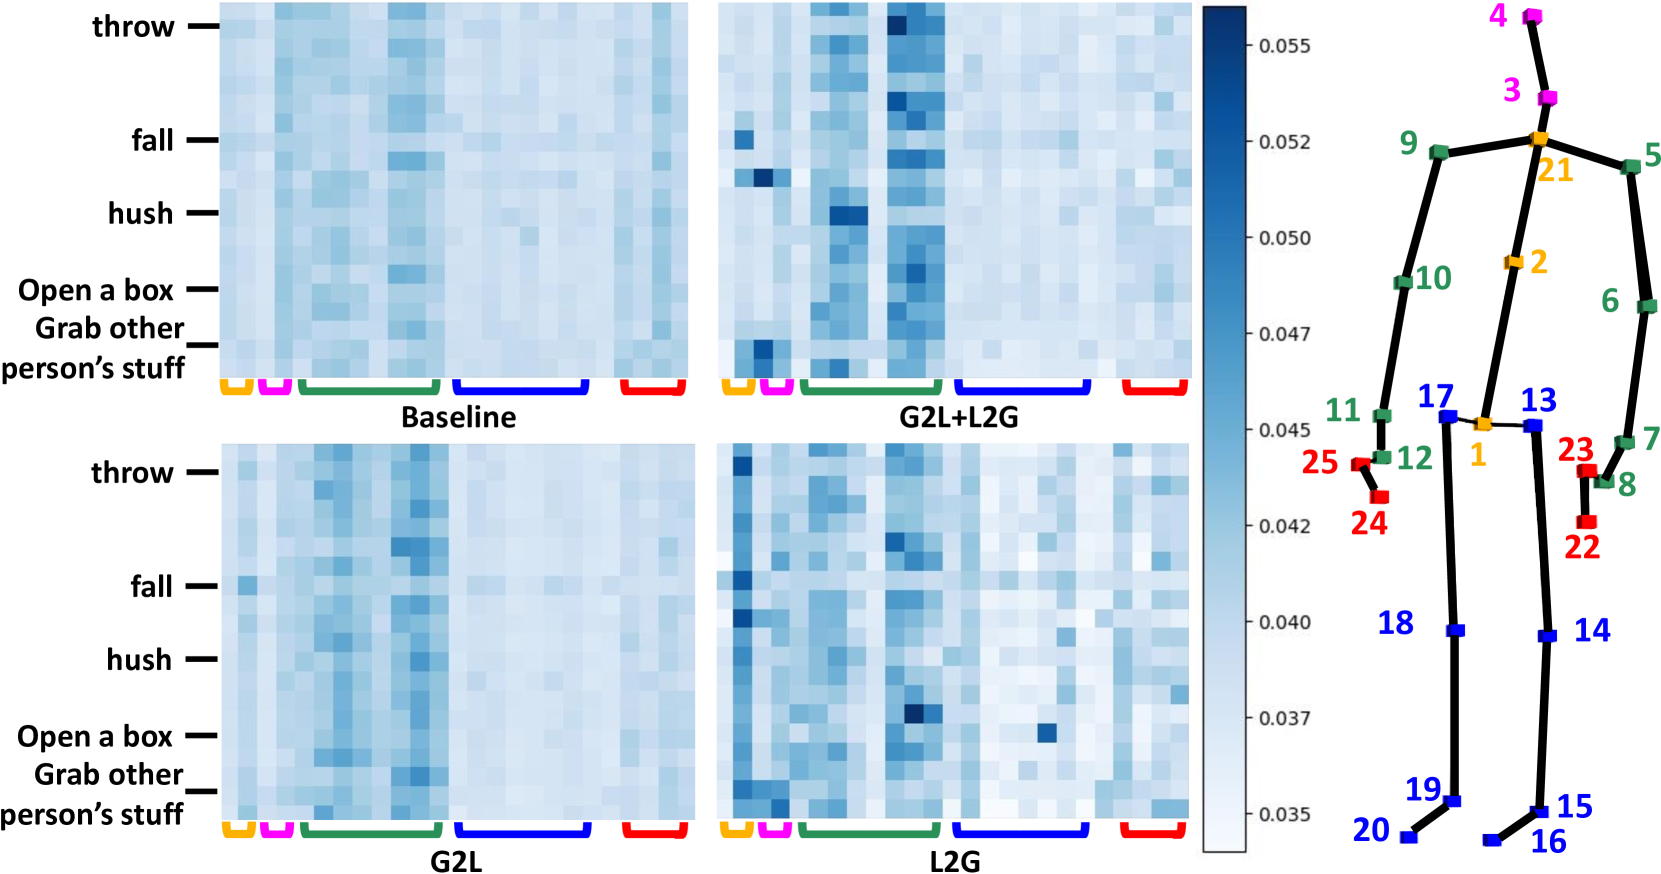 throw
fall
hush
Open a box
Grab other
person's stuff
Baseline
G2L+L2G
throw
fall
hush
Open a box
Grab other
person's stuff
G2L
L2G
0.055
0.052
0.050
0.047
0.045
0.042
0.040
0.037
0.035
4
3
9
21
5
10
2
6
11
12
17
1
13
7
25
24
23
8
22
18
14
19
20
15
16